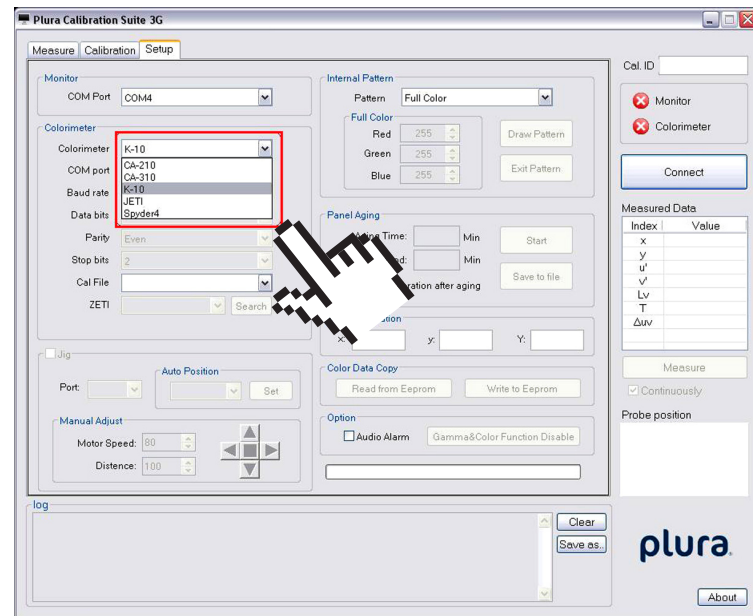 Plura Calibration Suite 3G
Measure Calibration Setup
Monitor
COM Port COM4
Colorimeter
Colorimeter K-10
CA-210
CA-310
K-10
JETI
Spyder4
COM port
Baud rate
Data bits
Parity Even
Stop bits 2
Cal File
ZETI Search
Jig
Port:
Auto Position
Set
Manual Adjust
Motor Speed: 80
Distence: 100
Internal Pattern
Pattern Full Color
Full Color
Red 255
Green 255
Blue 255
Draw Pattern
Exit Pattern
Panel Aging
Time: Min Start
Min
Save to file
after aging
x: y: Y:
Color Data Copy
Read from Eeprom Write to Eeprom
Option
Audio Alarm Gamma&Color Function Disable
Cal. ID
Monitor
Colorimeter
Connect
Measured Data
Index Value
x
y
u'
v'
Lv
T
Δuv
Measure
Continuously
Probe position
log
Clear
Save as..
plura
About